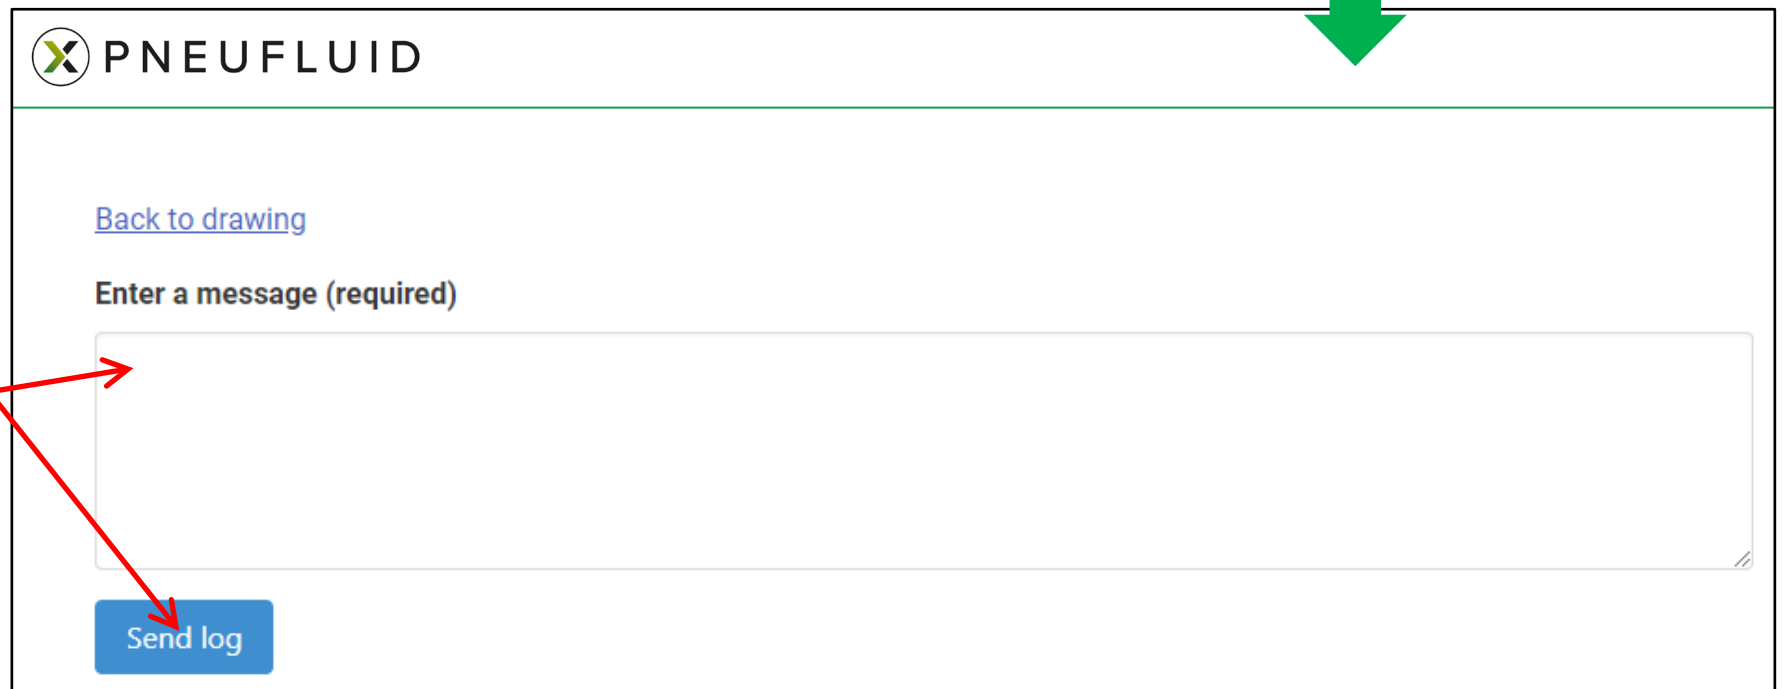 PNEUFLUID
Back to drawing
Enter a message (required)
Send log